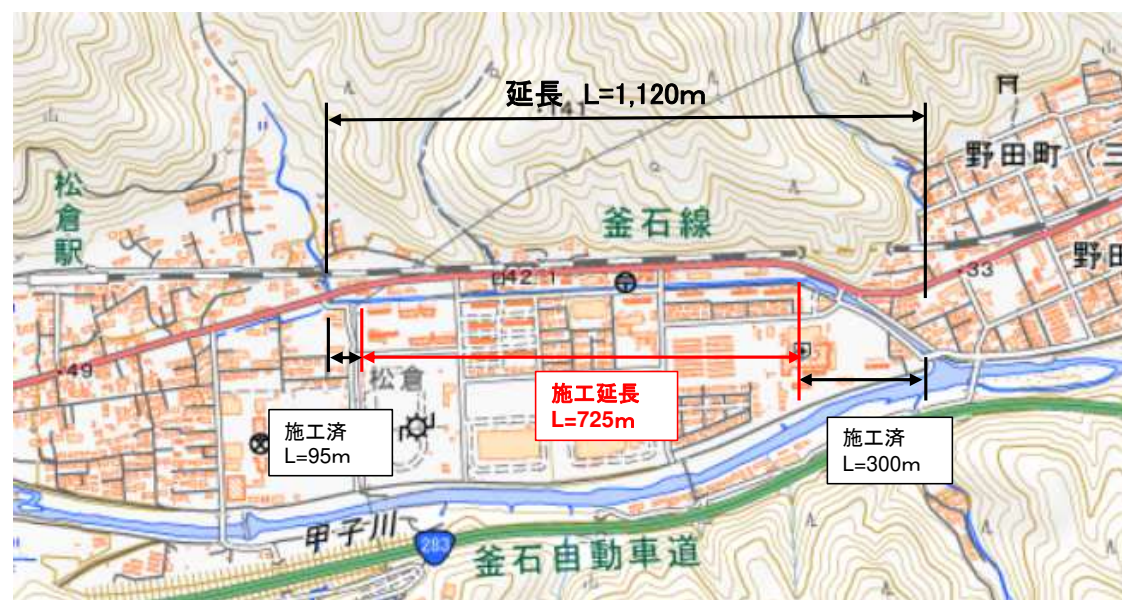 延長 L=1,120m
・141
野田町
(三
松倉駅
釜石線
野田
・33
42.1
・49
松倉
施工延長
L=725m
施工済
L=95m
施工済
L=300m
甲子川
283
釜石自動車道